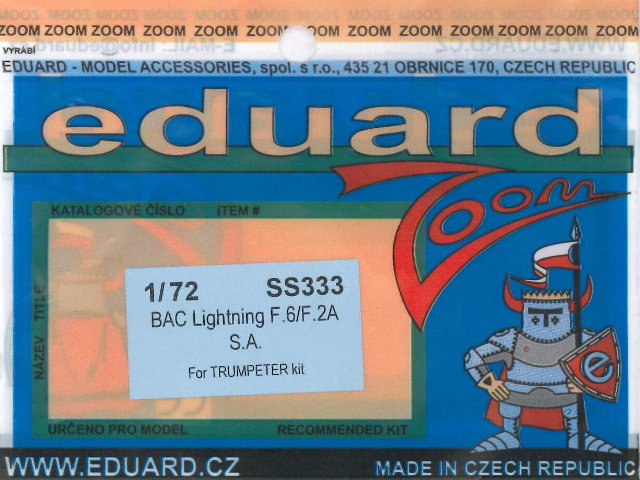 ZOOM ZOOM ZOOM ZOOM ZOOM ZOOM ZOOM ZOOM ZOOM ZOOM ZOOM ZOOM ZOOM
VYRÁBÍ
EDUARD - MODEL ACCESSORIES, spol. s r.o., 435 21 OBRNICE 170, CZECH REPUBLIC
eduard
Zoom
KATALOGOVÉ ČÍSLO ITEM #
NÁZEV TITLE
1/72 SS333
BAC Lightning F.6/F.2A
S.A.
For TRUMPETER kit
e
URČENO PRO MODEL RECOMMENDED KIT
WWW.EDUARD.CZ MADE IN CZECH REPUBLIC